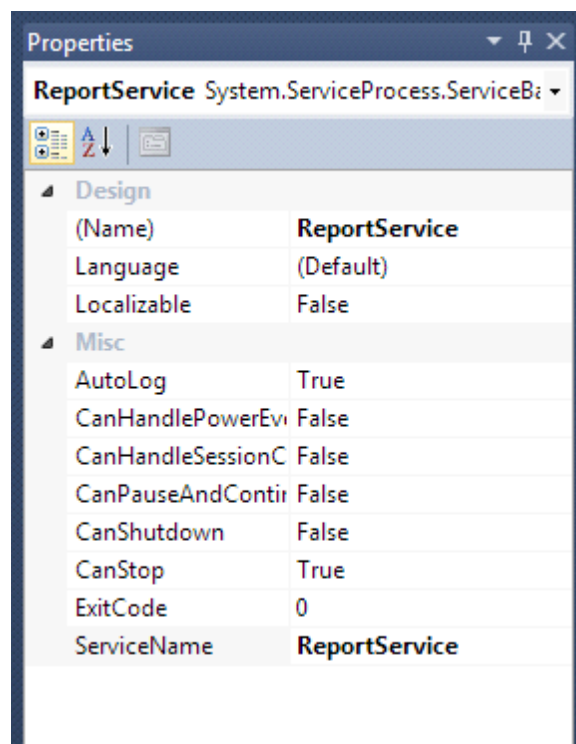 Properties
ReportService System.ServiceProcess.ServiceBa
Design
(Name) ReportService
Language (Default)
Localizable False
Misc
AutoLog True
CanHandlePowerEv False
CanHandleSessionC False
CanPauseAndContin False
CanShutdown False
CanStop True
ExitCode 0
ServiceName ReportService